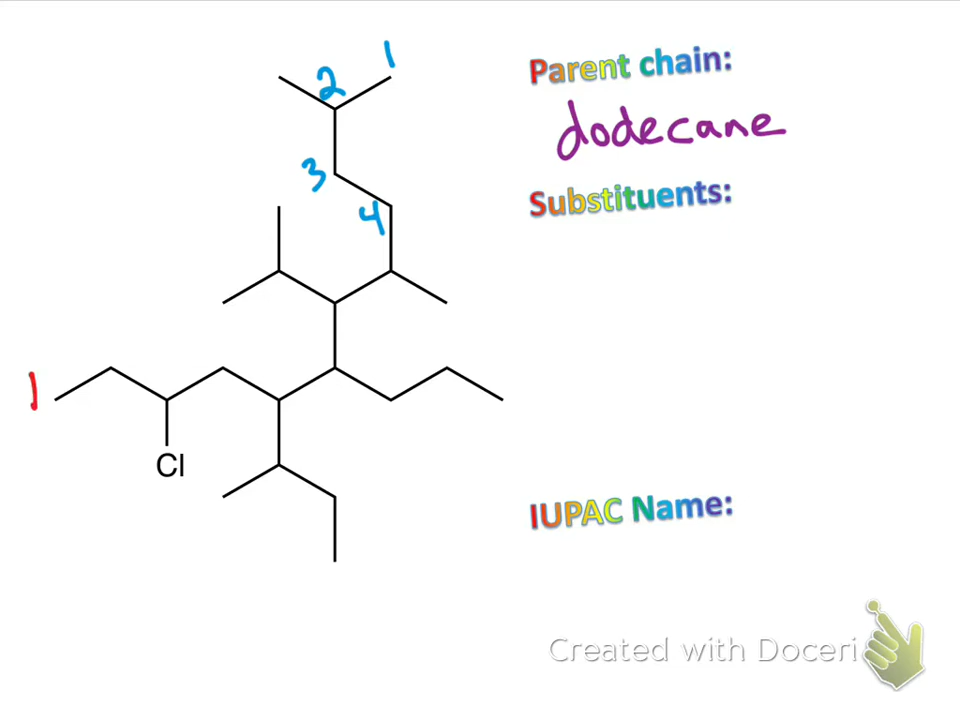 1
2
Parent chain:
dodecane
3
Substituents:
4
1
Cl
IUPAC Name:
Created with Doceri